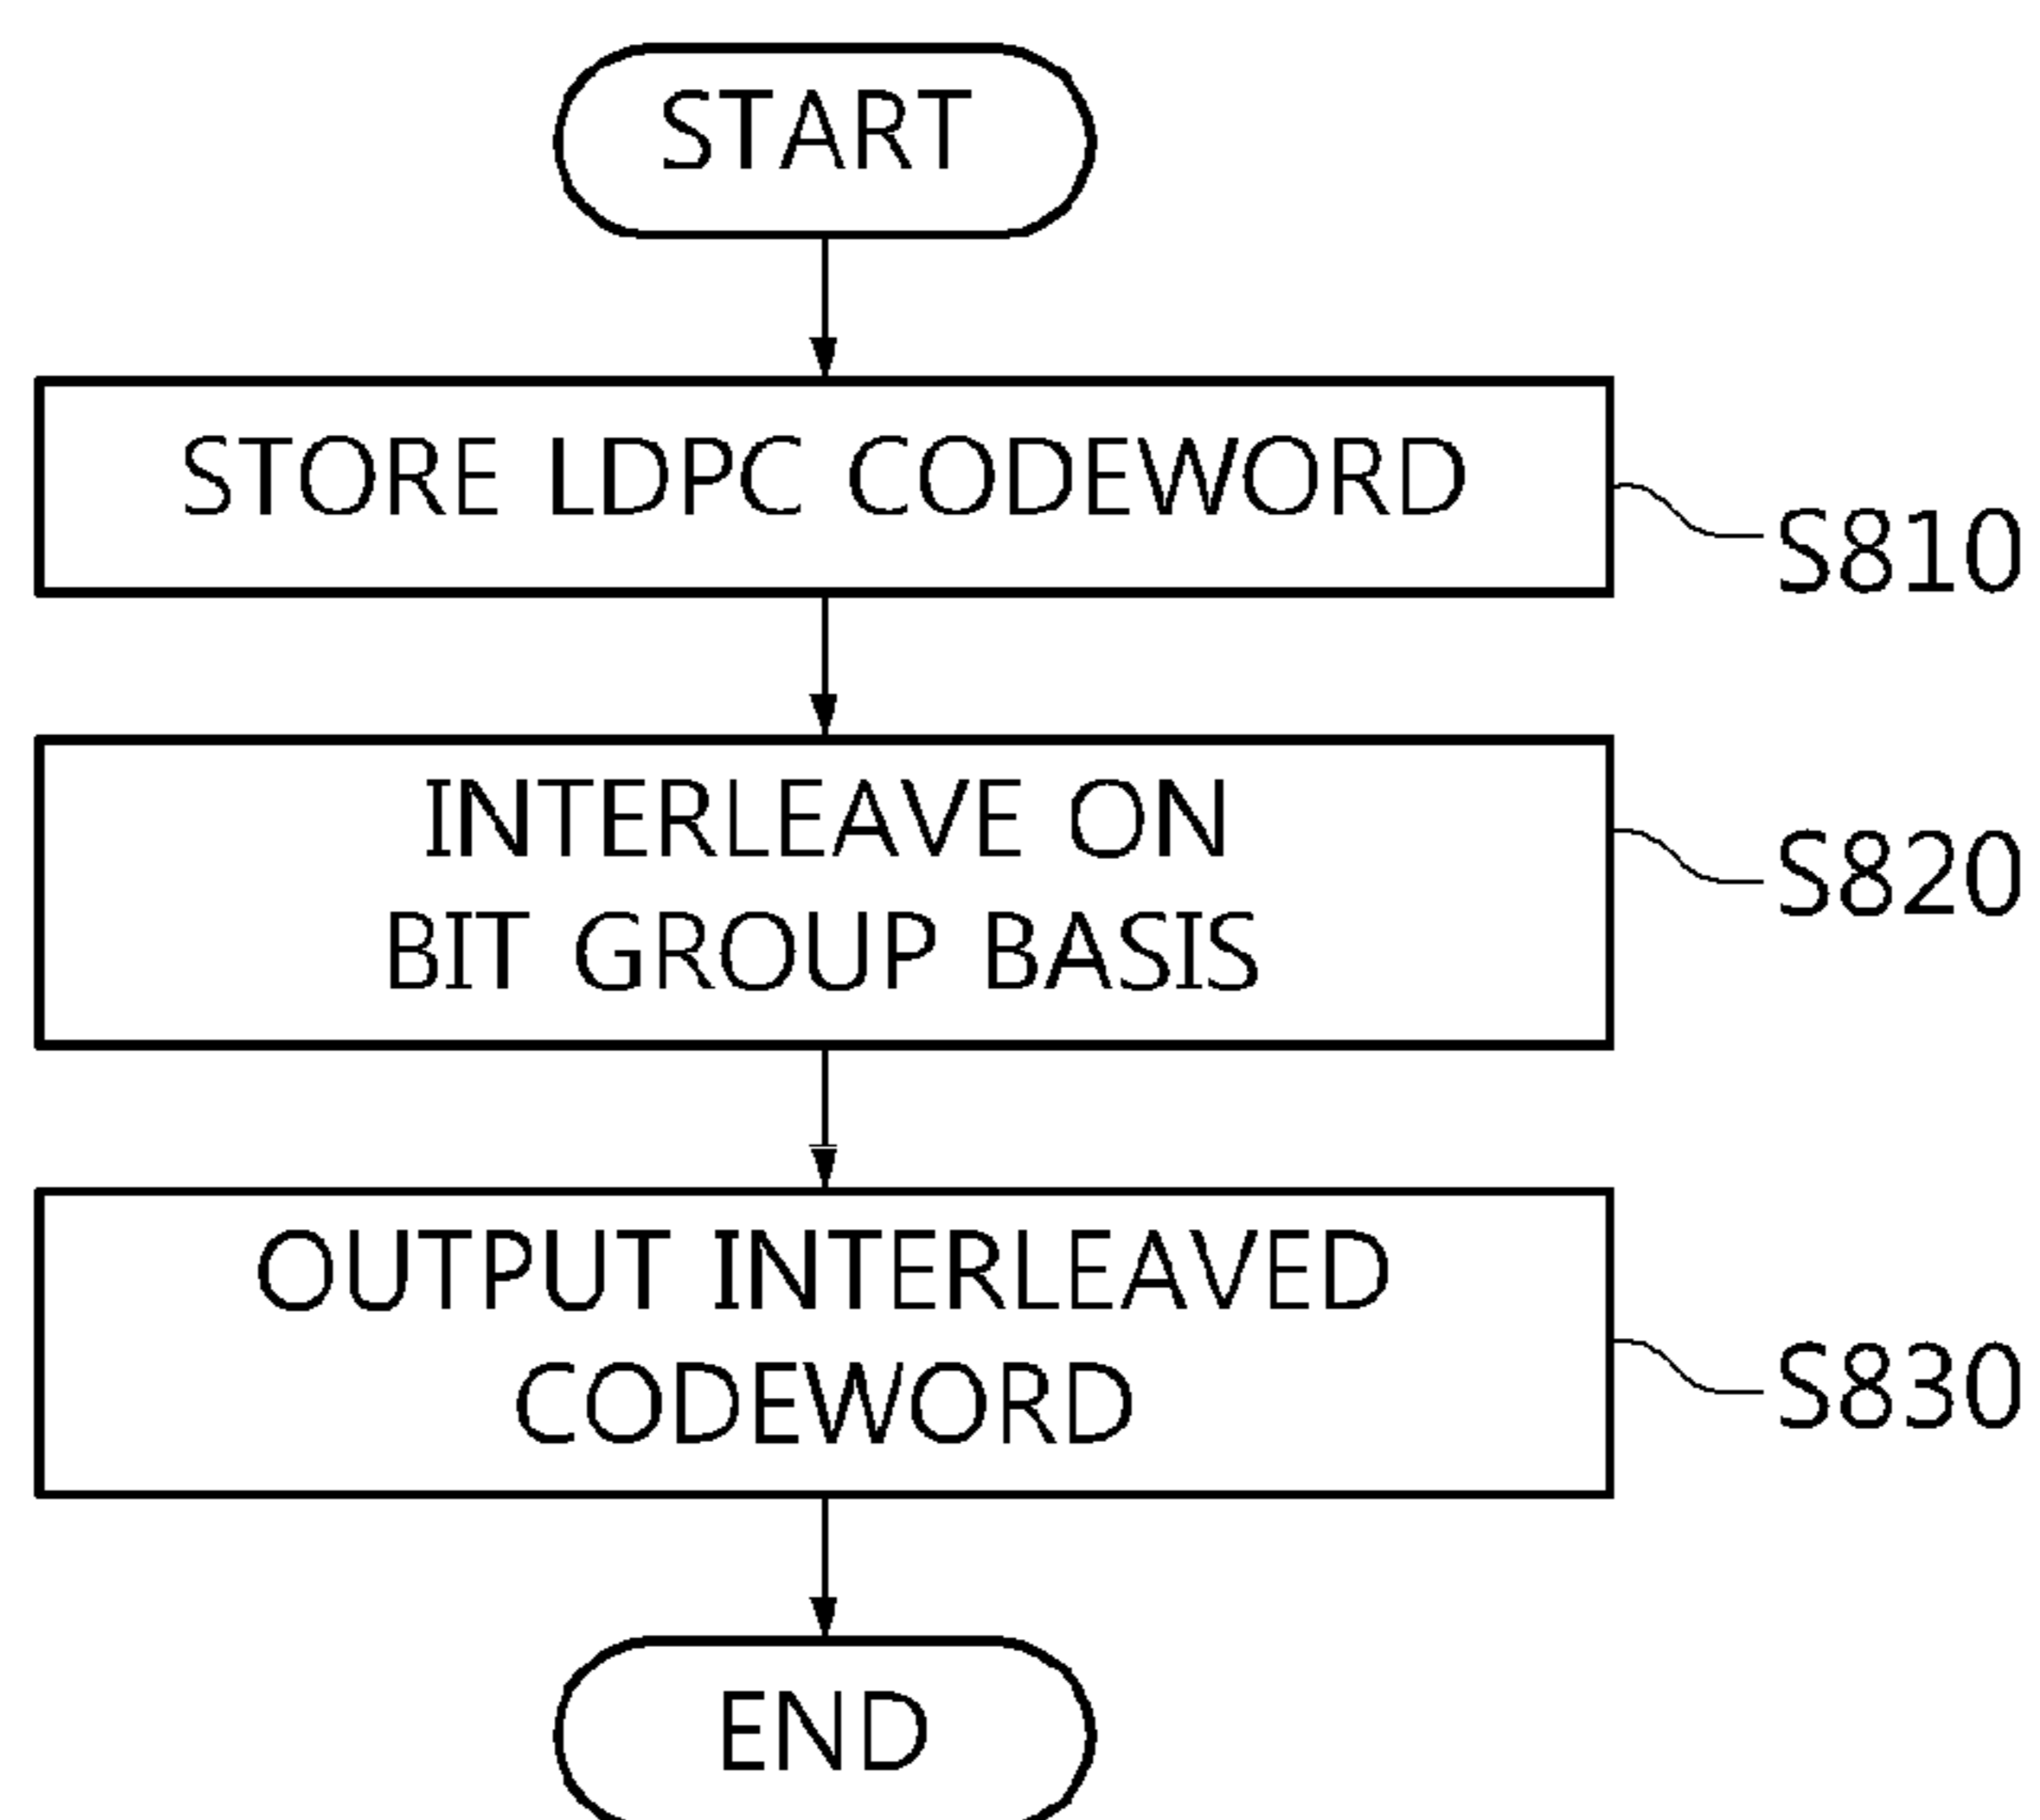 START
STORE LDPC CODEWORD
S810
INTERLEAVE ON
BIT GROUP BASIS
S820
OUTPUT INTERLEAVED
CODEWORD
S830
END